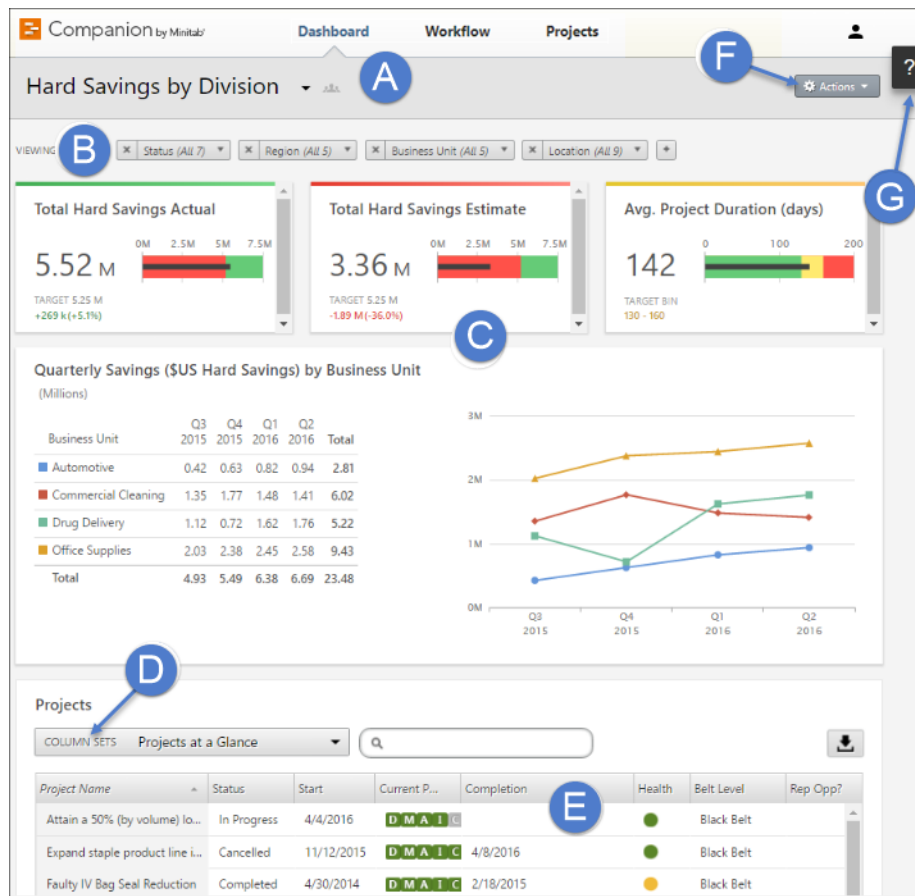 Companion by Minitab®
Dashboard Workflow Projects
F
A
?
Hard Savings by Division
Actions
B
VIEWING
× Status (All 7) × Region (All 5) × Business Unit (All 5) × Location (All 9) +
G
Total Hard Savings Actual
0M 2.5M 5M 7.5M
5.52 M
TARGET 5.25 M
+269 k (+5.1%)
Total Hard Savings Estimate
0M 2.5M 5M 7.5M
3.36 M
TARGET 5.25 M
-1.89 M (-36.0%)
Avg. Project Duration (days)
0 100 200
142
TARGET BIN
130 - 160
C
Quarterly Savings ($US Hard Savings) by Business Unit
(Millions)
Q3 Q4 Q1 Q2
Business Unit 2015 2015 2016 2016 Total
Automotive 0.42 0.63 0.82 0.94 2.81
Commercial Cleaning 1.35 1.77 1.48 1.41 6.02
Drug Delivery 1.12 0.72 1.62 1.76 5.22
Office Supplies 2.03 2.38 2.45 2.58 9.43
Total 4.93 5.49 6.38 6.69 23.48
3M
2M
1M
0M
Q3 Q4 Q1 Q2
2015 2015 2016 2016
D
Projects
COLUMN SETS Projects at a Glance
Project Name Status Start Current P... Completion Health Belt Level Rep Opp?
E
Attain a 50% (by volume) lo... In Progress 4/4/2016 D M A I C Black Belt
Expand staple product line i... Cancelled 11/12/2015 D M A I C 4/8/2016 Black Belt
Faulty IV Bag Seal Reduction Completed 4/30/2014 D M A I C 2/18/2015 Black Belt